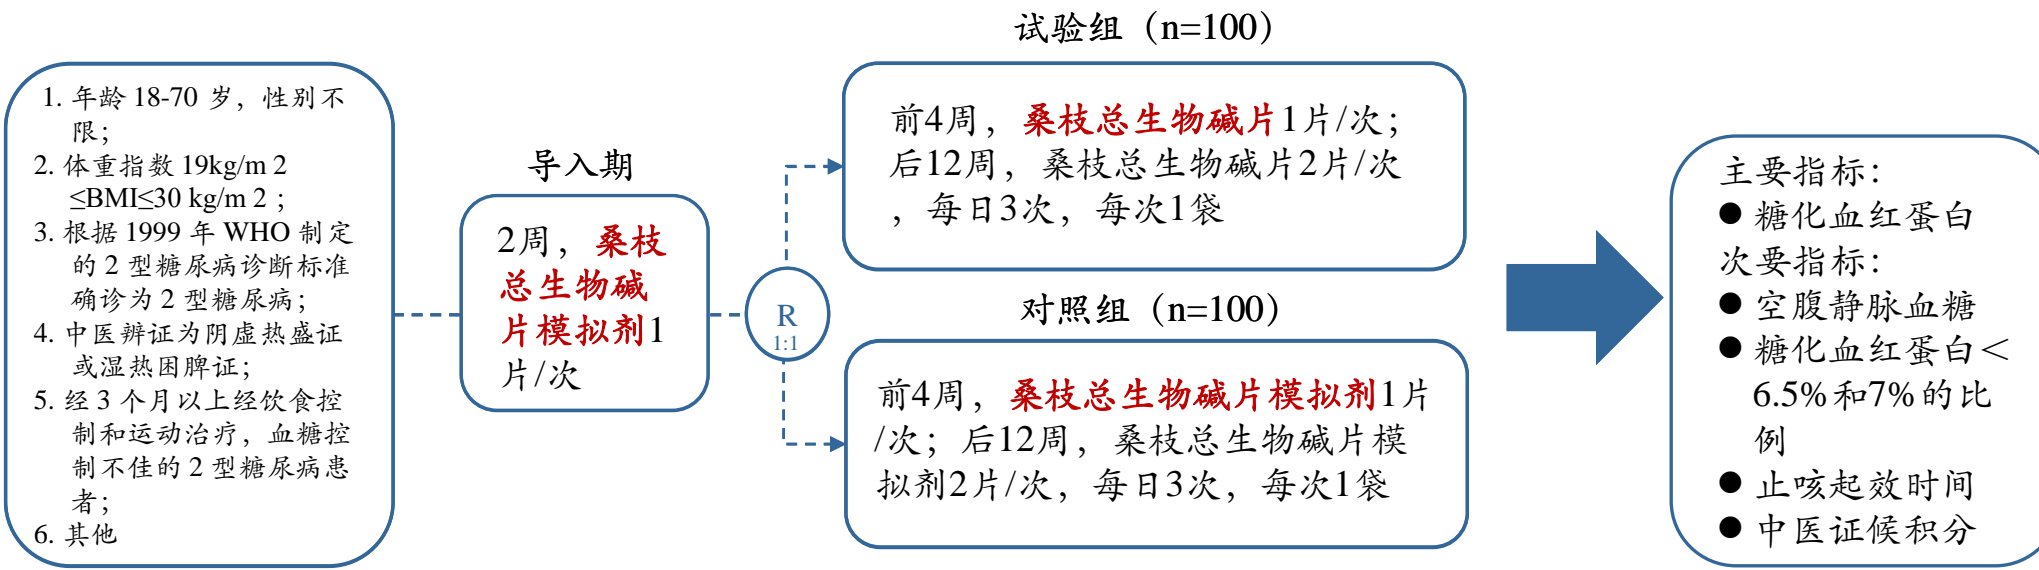 1. 年龄 18-70 岁，性别不
限；
2. 体重指数 19kg/m 2
≤BMI≤30 kg/m 2；
3. 根据 1999 年 WHO 制定
的 2 型糖尿病诊断标准
确诊为 2 型糖尿病；
4. 中医辨证为阴虚热盛证
或湿热困脾证；
5. 经 3 个月以上经饮食控
制和运动治疗，血糖控
制不佳的 2 型糖尿病患
者；
6. 其他
导入期
2周，桑枝
总生物碱
片模拟剂1
片/次
R
1:1
试验组（n=100）
前4周，桑枝总生物碱片1片/次；
后12周，桑枝总生物碱片2片/次
，每日3次，每次1袋
对照组（n=100）
前4周，桑枝总生物碱片模拟剂1片
/次；后12周，桑枝总生物碱片模
拟剂2片/次，每日3次，每次1袋
主要指标：
● 糖化血红蛋白
次要指标：
● 空腹静脉血糖
● 糖化血红蛋白＜
6.5%和7%的比
例
● 止咳起效时间
● 中医证候积分